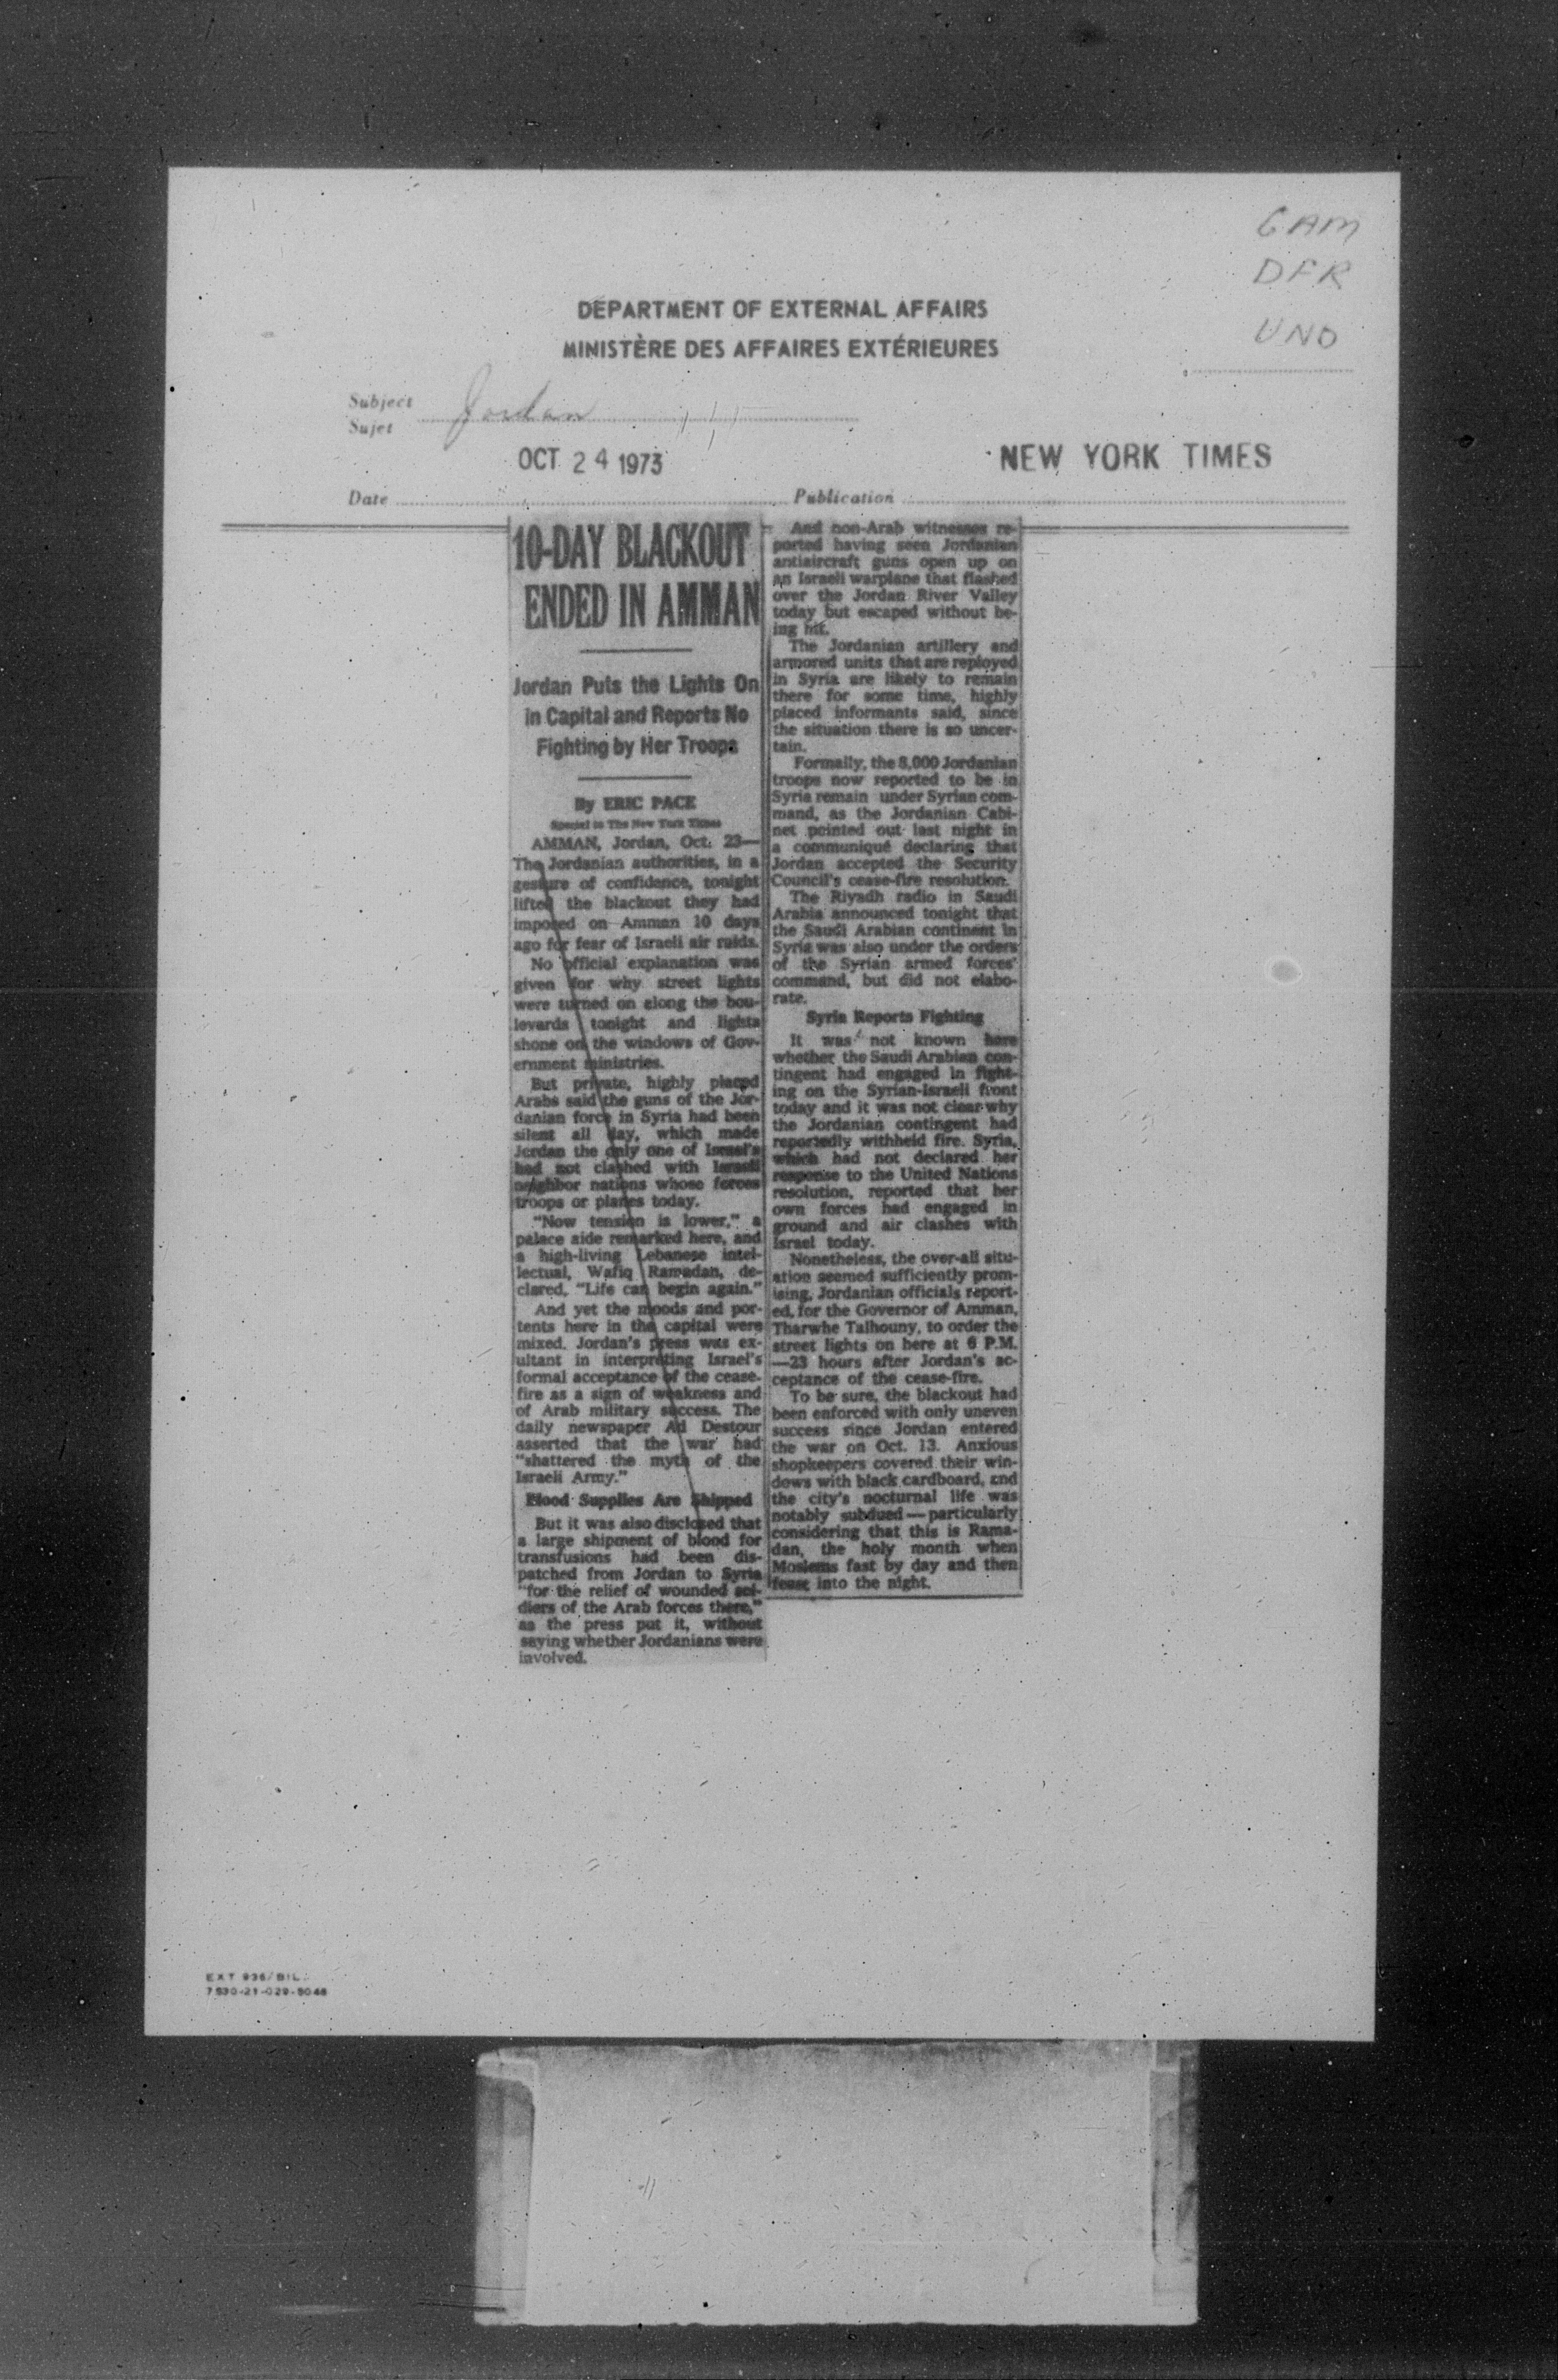 GAM
DFR
UNO
DEPARTMENT OF EXTERNAL AFFAIRS
MINISTÈRE DES AFFAIRES EXTÉRIEURES
Subject
Sujet
Jordan
OCT 24 1973
NEW YORK TIMES
Date
Publication
10-DAY BLACKOUT
ENDED IN AMMAN
Jordan Puts the Lights On
in Capital and Reports No
Fighting by Her Troops
By ERIC PACE
Special to The New York Times
AMMAN, Jordan, Oct. 23—
The Jordanian authorities, in a
gesture of confidence, tonight
lifted the blackout they had
imposed on Amman 10 days
ago for fear of Israeli air raids.
No official explanation was
given for why street lights
were turned on along the bou-
levards tonight and lights
shone on the windows of Gov-
ernment ministries.
But private, highly placed
Arabs said the guns of the Jor-
danian force in Syria had been
silent all day, which made
Jordan the only one of Israel's
had not clashed with Israeli
neighbor nations whose forces
troops or planes today.
"Now tension is lower," a
palace aide remarked here, and
a high-living Lebanese intel-
lectual, Wafiq Ramadan, de-
clared, "Life can begin again."
And yet the moods and por-
tents here in the capital were
mixed. Jordan's press was ex-
ultant in interpreting Israel's
formal acceptance of the cease-
fire as a sign of weakness and
of Arab military success. The
daily newspaper Ad Destour
asserted that the war had
"shattered the myth of the
Israeli Army."
Blood Supplies Are Shipped
But it was also disclosed that
a large shipment of blood for
transfusions had been dis-
patched from Jordan to Syria
"for the relief of wounded sol-
diers of the Arab forces there,"
as the press put it, without
saying whether Jordanians were
involved.
And non-Arab witnesses re-
ported having seen Jordanian
antiaircraft guns open up on
an Israeli warplane that flashed
over the Jordan River Valley
today but escaped without be-
ing hit.
The Jordanian artillery and
armored units that are reployed
in Syria are likely to remain
there for some time, highly
placed informants said, since
the situation there is so uncer-
tain.
Formally, the 8,000 Jordanian
troops now reported to be in
Syria remain under Syrian com-
mand, as the Jordanian Cabi-
net pointed out last night in
a communiqué declaring that
Jordan accepted the Security
Council's cease-fire resolution.
The Riyadh radio in Saudi
Arabia announced tonight that
the Saudi Arabian continent in
Syria was also under the orders
of the Syrian armed forces'
command, but did not elabo-
rate.
Syria Reports Fighting
It was not known here
whether the Saudi Arabian con-
tingent had engaged in fight-
ing on the Syrian-Israeli front
today and it was not clear why
the Jordanian contingent had
reportedly withheld fire. Syria,
which had not declared her
response to the United Nations
resolution, reported that her
own forces had engaged in
ground and air clashes with
Israel today.
Nonetheless, the over-all situ-
ation seemed sufficiently prom-
ising, Jordanian officials report-
ed, for the Governor of Amman,
Tharwhe Talhouny, to order the
street lights on here at 6 P.M.
—23 hours after Jordan's ac-
ceptance of the cease-fire.
To be sure, the blackout had
been enforced with only uneven
success since Jordan entered
the war on Oct. 13. Anxious
shopkeepers covered their win-
dows with black cardboard, and
the city's nocturnal life was
notably subdued—particularly
considering that this is Rama-
dan, the holy month when
Moslems fast by day and then
feast into the night.
EXT 936/BIL.
7530-21-029-5048